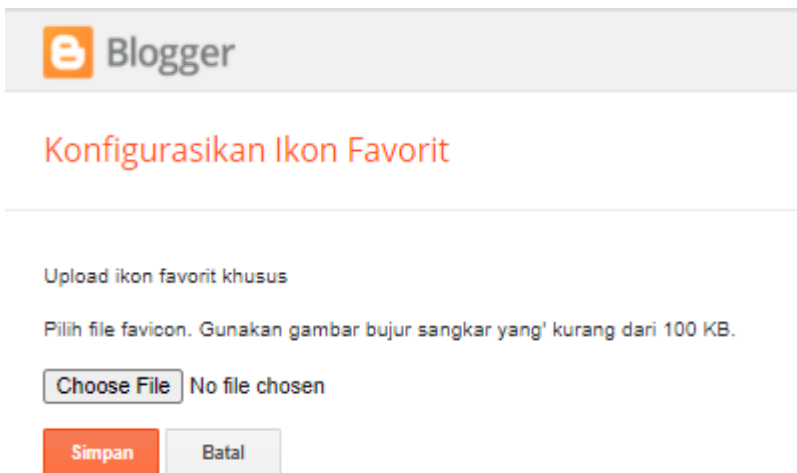 Blogger
Konfigurasikan Ikon Favorit
Upload ikon favorit khusus
Pilih file favicon. Gunakan gambar bujur sangkar yang' kurang dari 100 KB.
Choose File No file chosen
Simpan Batal